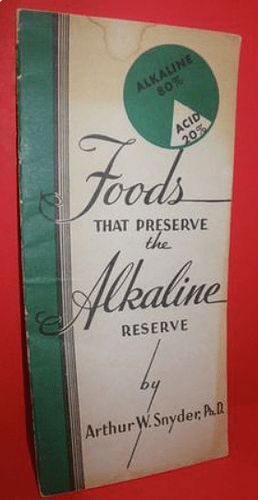 ALKALINE
80%
ACID
20%
Foods
THAT PRESERVE
the
Alkaline
RESERVE
by
Arthur W. Snyder, Ph.D.